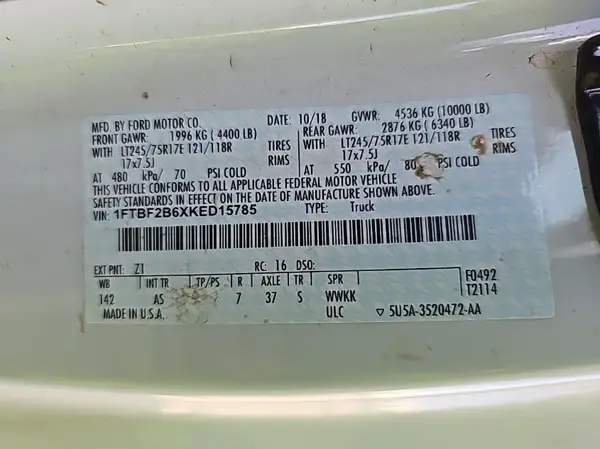 MFD. BY FORD MOTOR CO. DATE: 10/18 GVWR: 4536 KG (10000 LB)
FRONT GAWR: 1996 KG (4400 LB) REAR GAWR: 2876 KG (6340 LB)
WITH LT245/75R17E 121/118R TIRES WITH LT245/75R17E 121/118R TIRES
17x7.5J RIMS 17x7.5J RIMS
AT 480 kPa/ 70 PSI COLD AT 550 kPa/ 80 PSI COLD
THIS VEHICLE CONFORMS TO ALL APPLICABLE FEDERAL MOTOR VEHICLE
SAFETY STANDARDS IN EFFECT ON THE DATE OF MANUFACTURE SHOWN ABOVE.
VIN: 1FTBF2B6XKED15785 TYPE: Truck
EXT PNT: Z1 RC: 16 DSO:
WB INT TR TP/PS R AXLE TR SPR F0492
142 AS 7 37 S WWKK T2114
MADE IN U.S.A. ULC ▽ 5U5A-3520472-AA